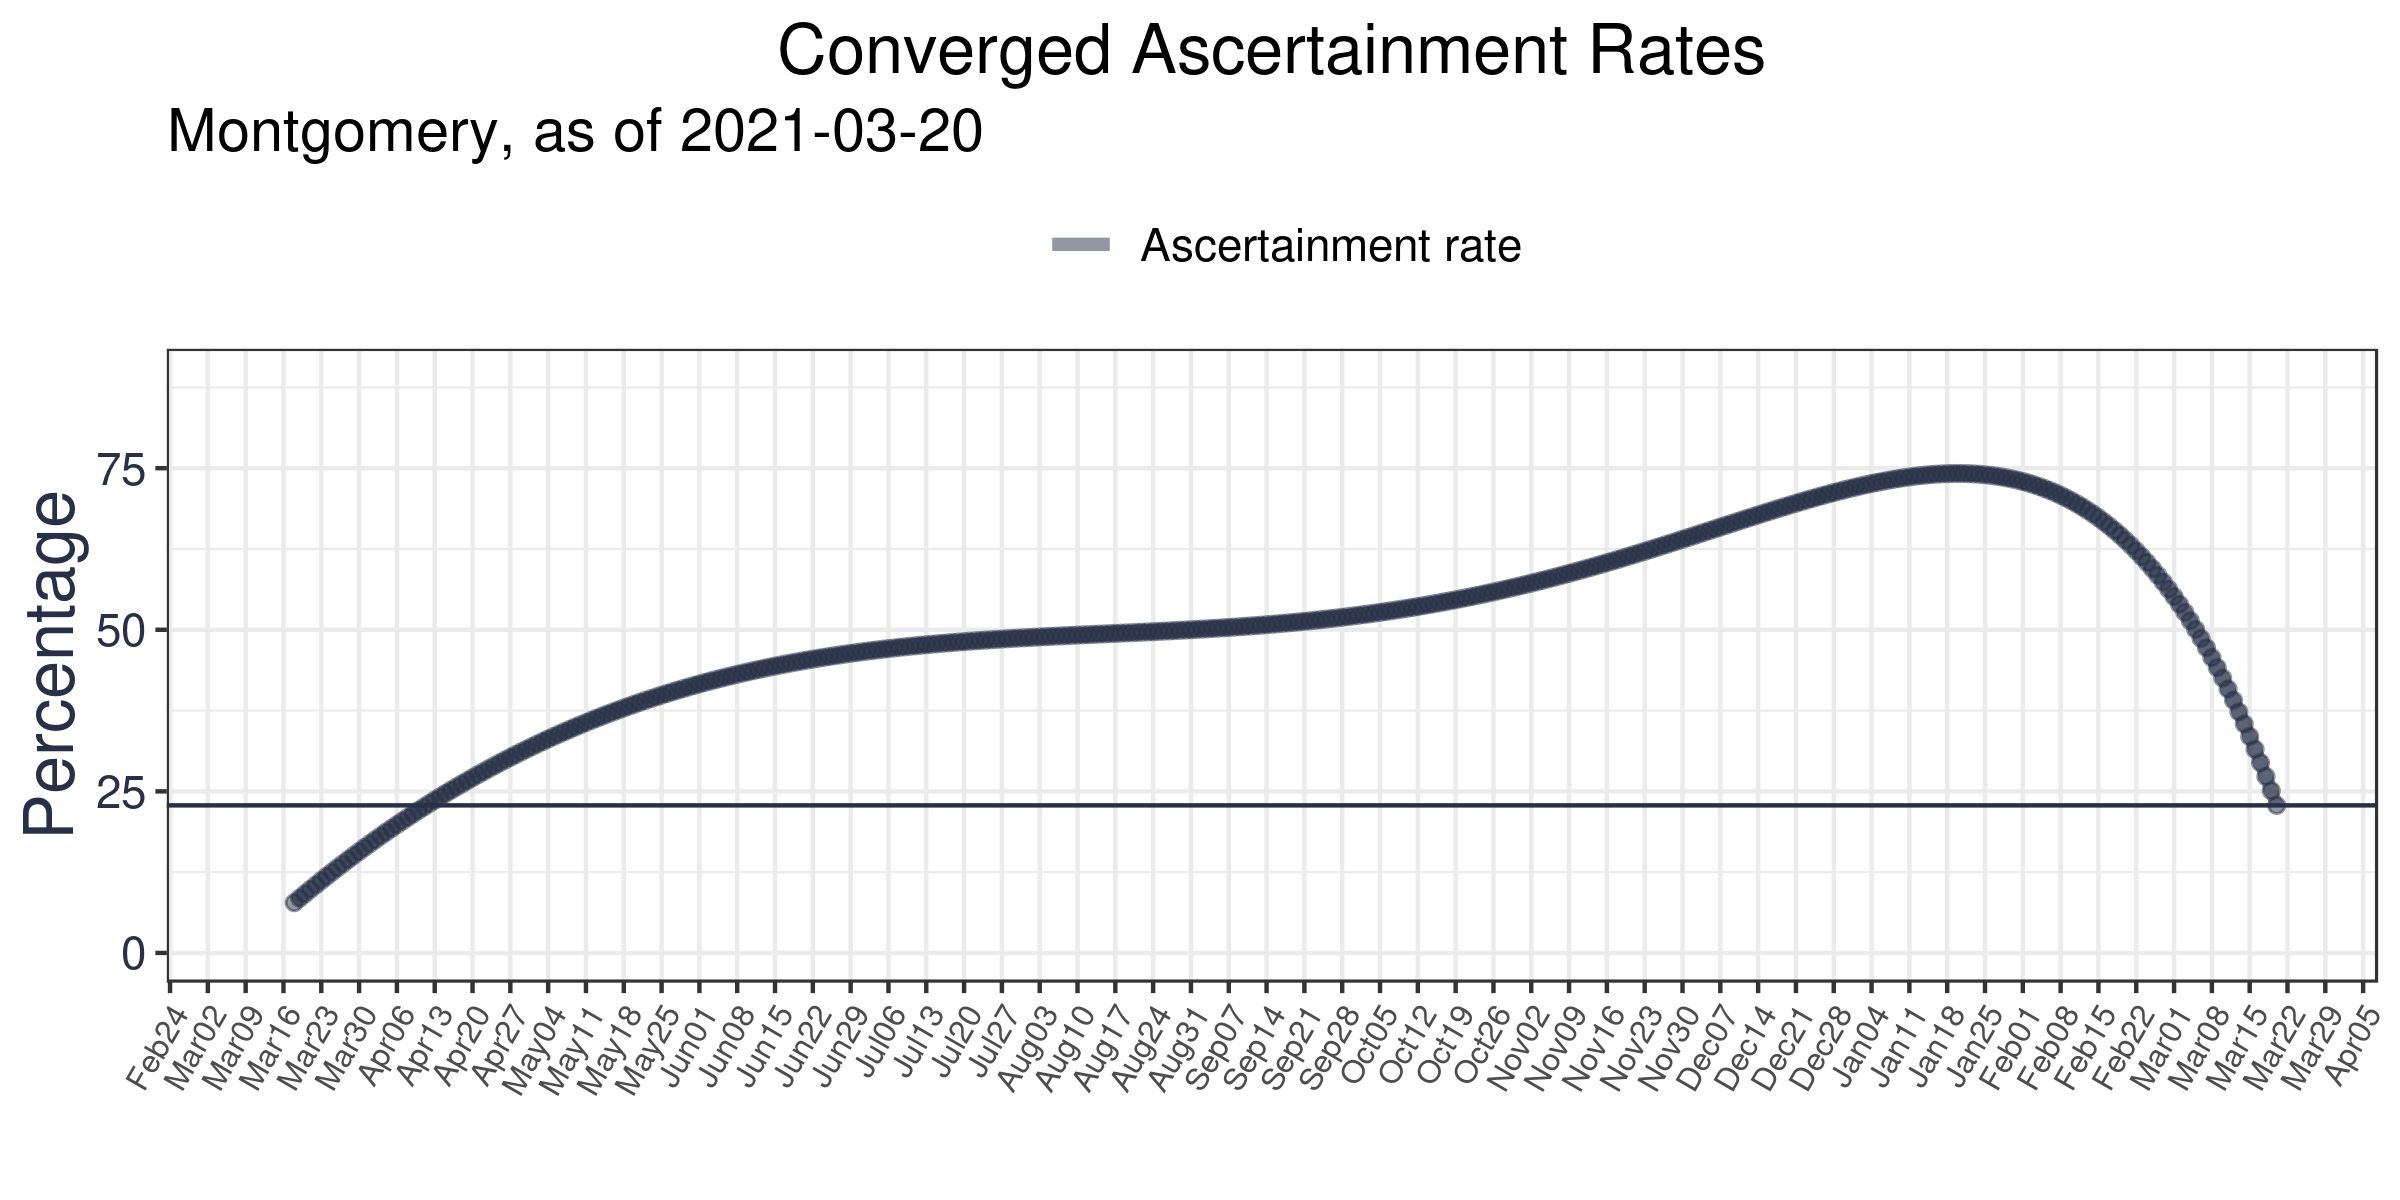 Converged Ascertainment Rates
Montgomery, as of 2021-03-20
Ascertainment rate
Percentage
75
50
25
0
Feb24
Mar02
Mar09
Mar16
Mar23
Mar30
Apr06
Apr13
Apr20
Apr27
May04
May11
May18
May25
Jun01
Jun08
Jun15
Jun22
Jun29
Jul06
Jul13
Jul20
Jul27
Aug03
Aug10
Aug17
Aug24
Aug31
Sep07
Sep14
Sep21
Sep28
Oct05
Oct12
Oct19
Oct26
Nov02
Nov09
Nov16
Nov23
Nov30
Dec07
Dec14
Dec21
Dec28
Jan04
Jan11
Jan18
Jan25
Feb01
Feb08
Feb15
Feb22
Mar01
Mar08
Mar15
Mar22
Mar29
Apr05